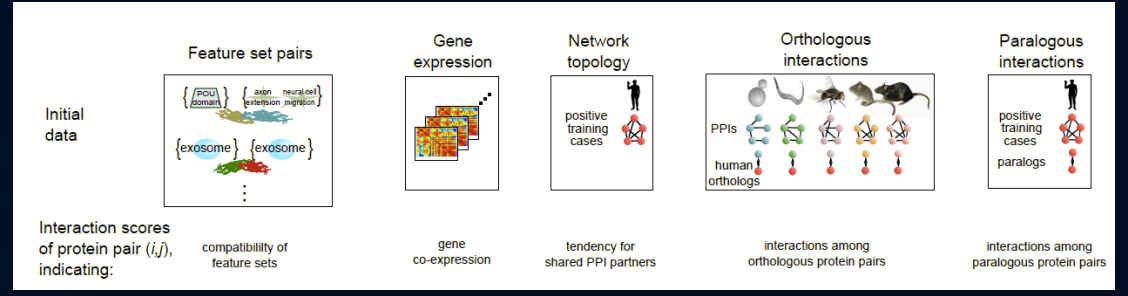 Feature set pairs
Gene
expression
Network
topology
Orthologous
interactions
Paralogous
interactions
Initial
data
{POU
domain}
{axon
extension
neural cell
migration}
{exosome} {exosome}
positive
training
cases
PPIs
human
orthologs
positive
training
cases
paralogs
Interaction scores
of protein pair (i,j),
indicating:
compatibililty of
feature sets
gene
co-expression
tendency for
shared PPI partners
interactions among
orthologous protein pairs
interactions among
paralogous protein pairs